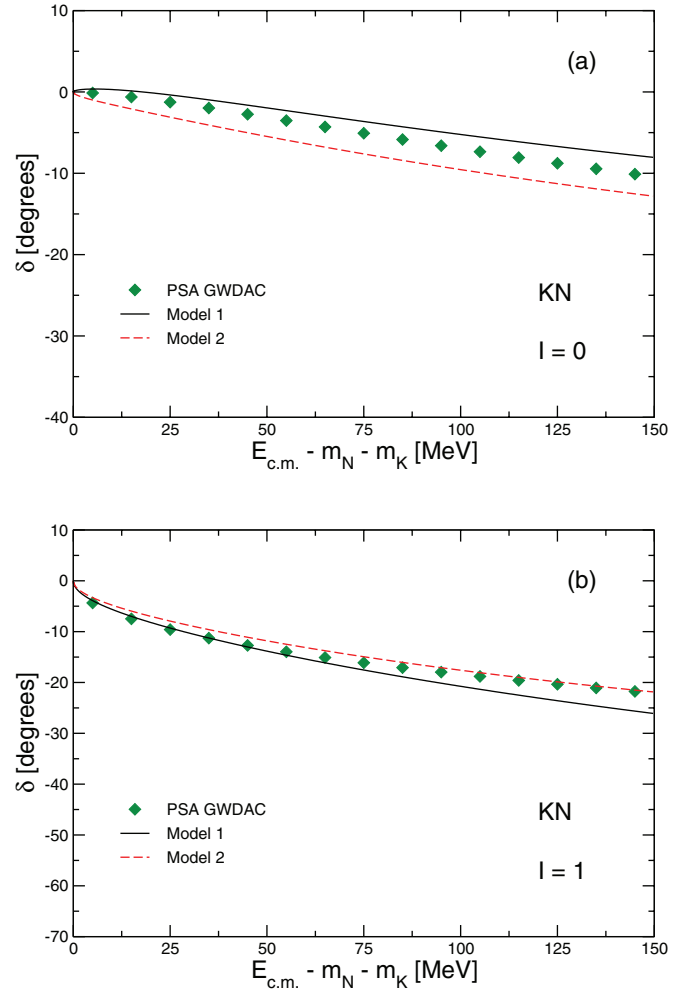 10
(a)
0
-10
δ [degrees]
-20
PSA GWDAC
KN
Model 1
-30
Model 2
I = 0
-40
0 25 50 75 100 125 150
E_c.m. - m_N - m_K [MeV]
10
0
(b)
-10
-20
δ [degrees]
-30
-40
PSA GWDAC
KN
Model 1
-50
Model 2
I = 1
-60
-70
0 25 50 75 100 125 150
E_c.m. - m_N - m_K [MeV]